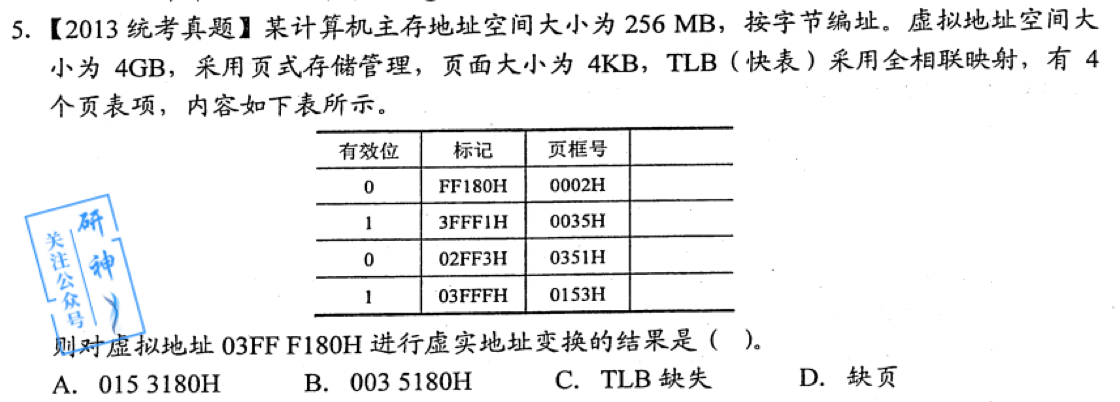 5. 【2013 统考真题】某计算机主存地址空间大小为 256 MB，按字节编址。虚拟地址空间大
小为 4GB，采用页式存储管理，页面大小为 4KB，TLB（快表）采用全相联映射，有 4
个页表项，内容如下表所示。
有效位 标记 页框号
0 FF180H 0002H
1 3FFF1H 0035H
0 02FF3H 0351H
1 03FFFH 0153H
研神
关注公众号
则对虚拟地址 03FF F180H 进行虚实地址变换的结果是（ ）。
A. 015 3180H B. 003 5180H C. TLB 缺失 D. 缺页